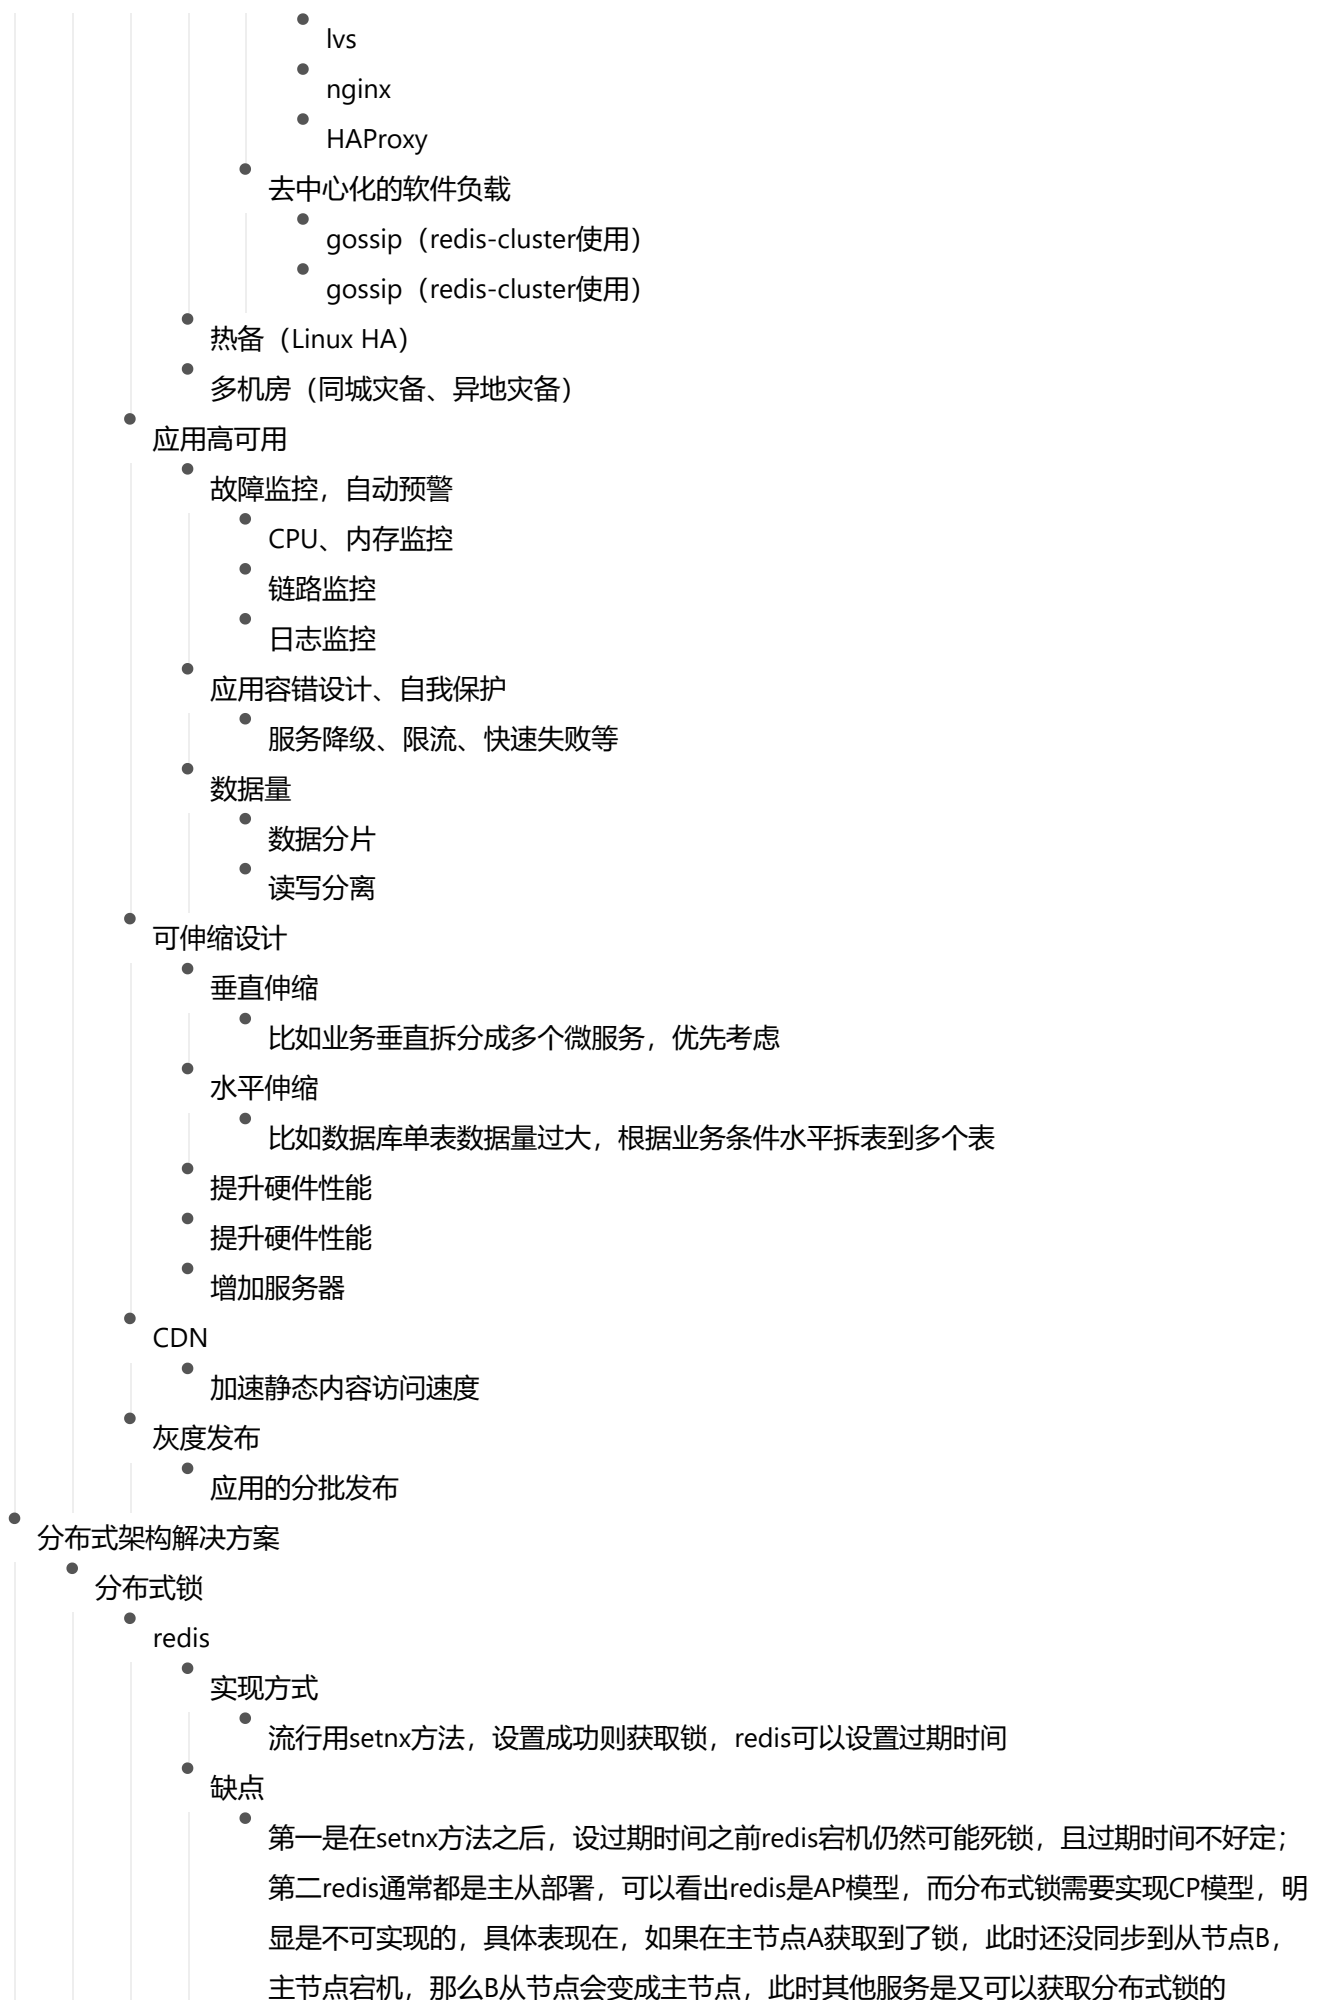 lvs
nginx
HAProxy
去中心化的软件负载
gossip（redis-cluster使用）
gossip（redis-cluster使用）
热备（Linux HA）
多机房（同城灾备、异地灾备）
应用高可用
故障监控，自动预警
CPU、内存监控
链路监控
日志监控
应用容错设计、自我保护
服务降级、限流、快速失败等
数据量
数据分片
读写分离
可伸缩设计
垂直伸缩
比如业务垂直拆分成多个微服务，优先考虑
水平伸缩
比如数据库单表数据量过大，根据业务条件水平拆表到多个表
提升硬件性能
提升硬件性能
增加服务器
CDN
加速静态内容访问速度
灰度发布
应用的分批发布
分布式架构解决方案
分布式锁
redis
实现方式
流行用setnx方法，设置成功则获取锁，redis可以设置过期时间
缺点
第一是在setnx方法之后，设过期时间之前redis宕机仍然可能死锁，且过期时间不好定；
第二redis通常都是主从部署，可以看出redis是AP模型，而分布式锁需要实现CP模型，明
显是不可实现的，具体表现在，如果在主节点A获取到了锁，此时还没同步到从节点B，
主节点宕机，那么B从节点会变成主节点，此时其他服务是又可以获取分布式锁的